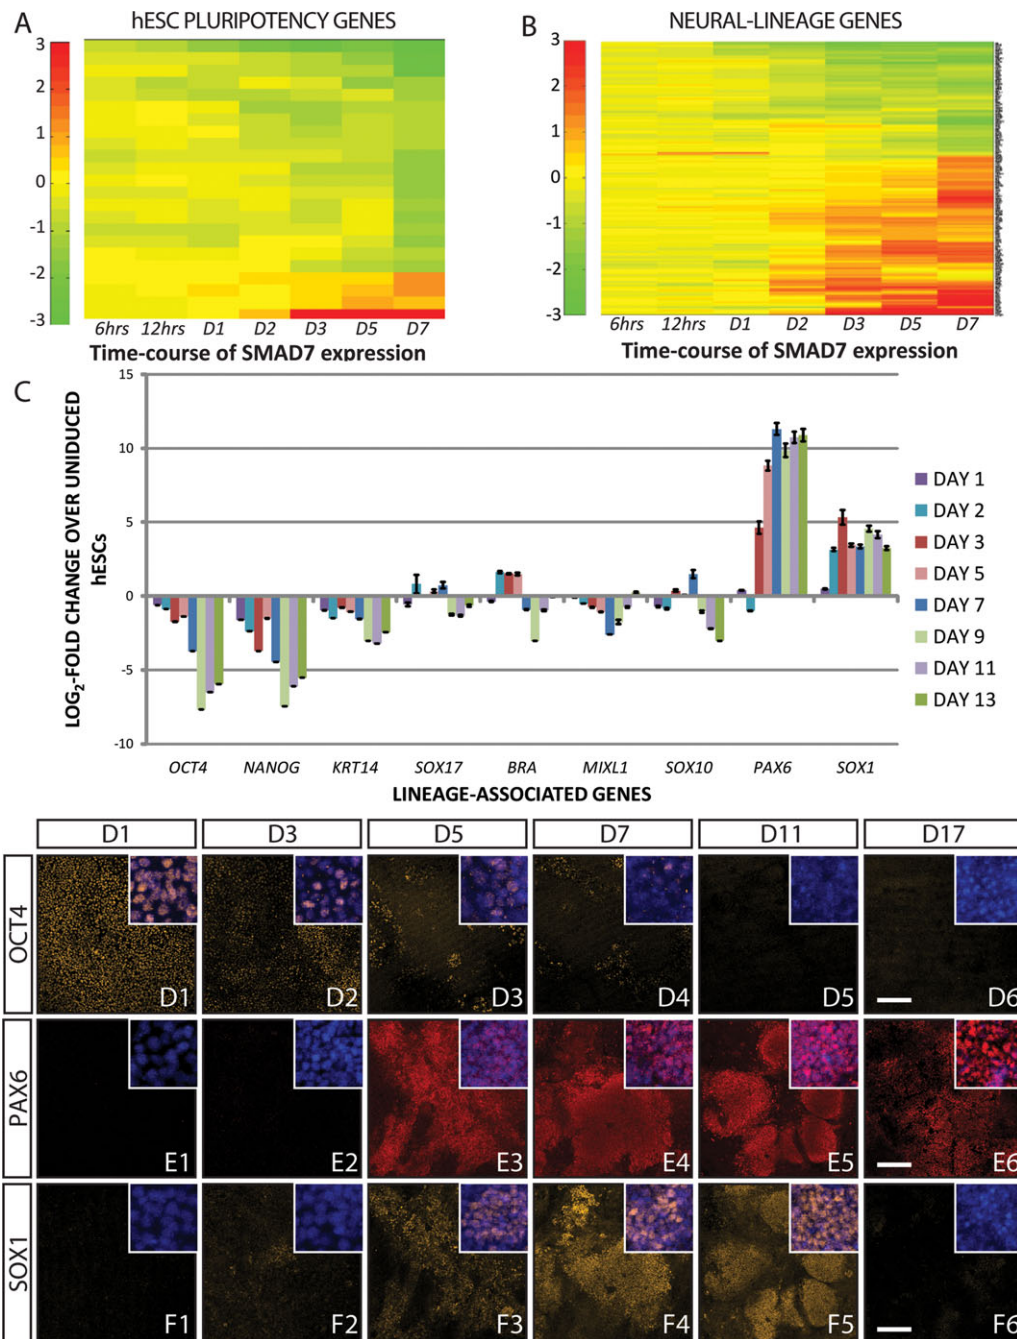 A
hESC PLURIPOTENCY GENES
3
2
1
0
-1
-2
-3
6hrs 12hrs D1 D2 D3 D5 D7
Time-course of SMAD7 expression
B
NEURAL-LINEAGE GENES
3
2
1
0
-1
-2
-3
6hrs 12hrs D1 D2 D3 D5 D7
Time-course of SMAD7 expression
C
LOG2-FOLD CHANGE OVER UNIDUCED
hESCs
15
10
5
0
-5
-10
OCT4 NANOG KRT14 SOX17 BRA MIXL1 SOX10 PAX6 SOX1
LINEAGE-ASSOCIATED GENES
DAY 1
DAY 2
DAY 3
DAY 5
DAY 7
DAY 9
DAY 11
DAY 13
D1 D3 D5 D7 D11 D17
OCT4
D1 D2 D3 D4 D5 D6
PAX6
E1 E2 E3 E4 E5 E6
SOX1
F1 F2 F3 F4 F5 F6